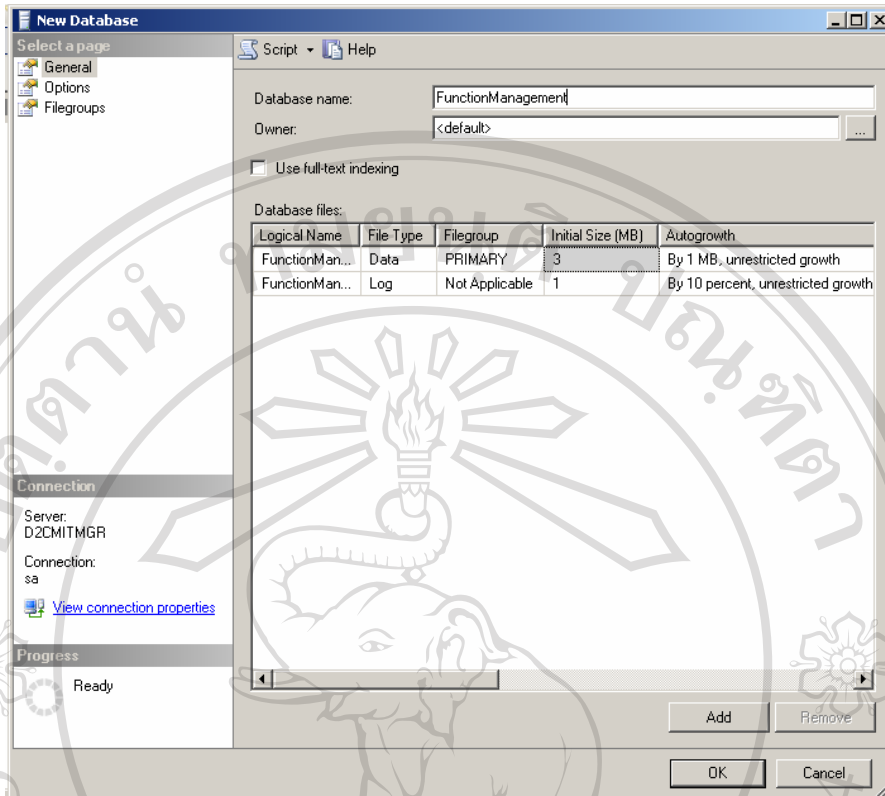 New Database
Select a page
General
Options
Filegroups
Script Help
Database name: FunctionManagement
Owner: <default> ...
Use full-text indexing
Database files:
Logical Name File Type Filegroup Initial Size (MB) Autogrowth
FunctionMan... Data PRIMARY 3 By 1 MB, unrestricted growth
FunctionMan... Log Not Applicable 1 By 10 percent, unrestricted growth
Connection
Server:
D2CMITMGR
Connection:
sa
View connection properties
Progress
Ready
Add Remove
OK Cancel